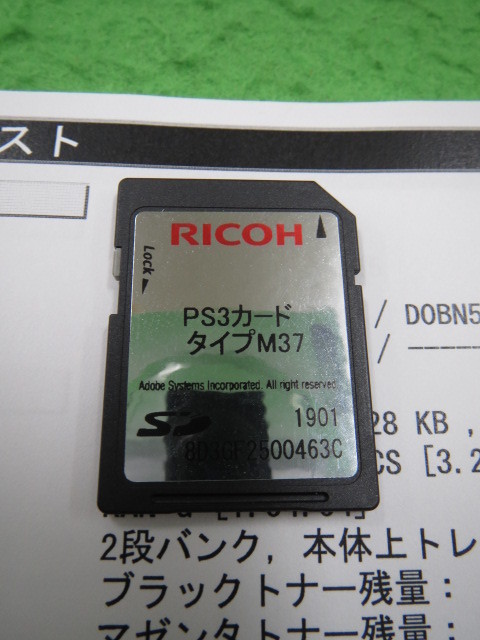 スト
RICOH
Lock
PS3カード
タイプM37
Adobe Systems Incorporated. All right reserved.
SD
1901
8D3GF2500463C
/ DOBN5
/
28 KB ,
CS [3.2
2段バンク, 本体上トレ
ブラックトナー残量:
マゼンタトナー残量: